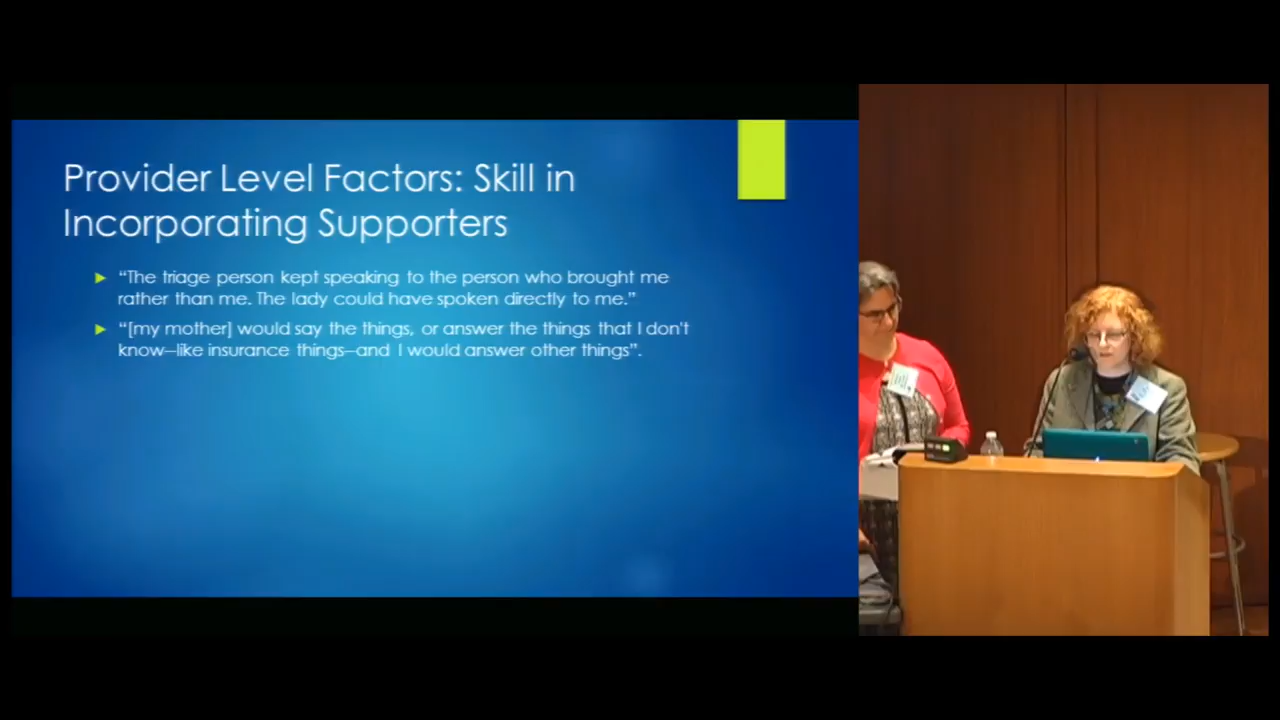 Provider Level Factors: Skill in
Incorporating Supporters
“The triage person kept speaking to the person who brought me
rather than me. The lady could have spoken directly to me.”
“[my mother] would say the things, or answer the things that I don't
know—like insurance things—and I would answer other things”.